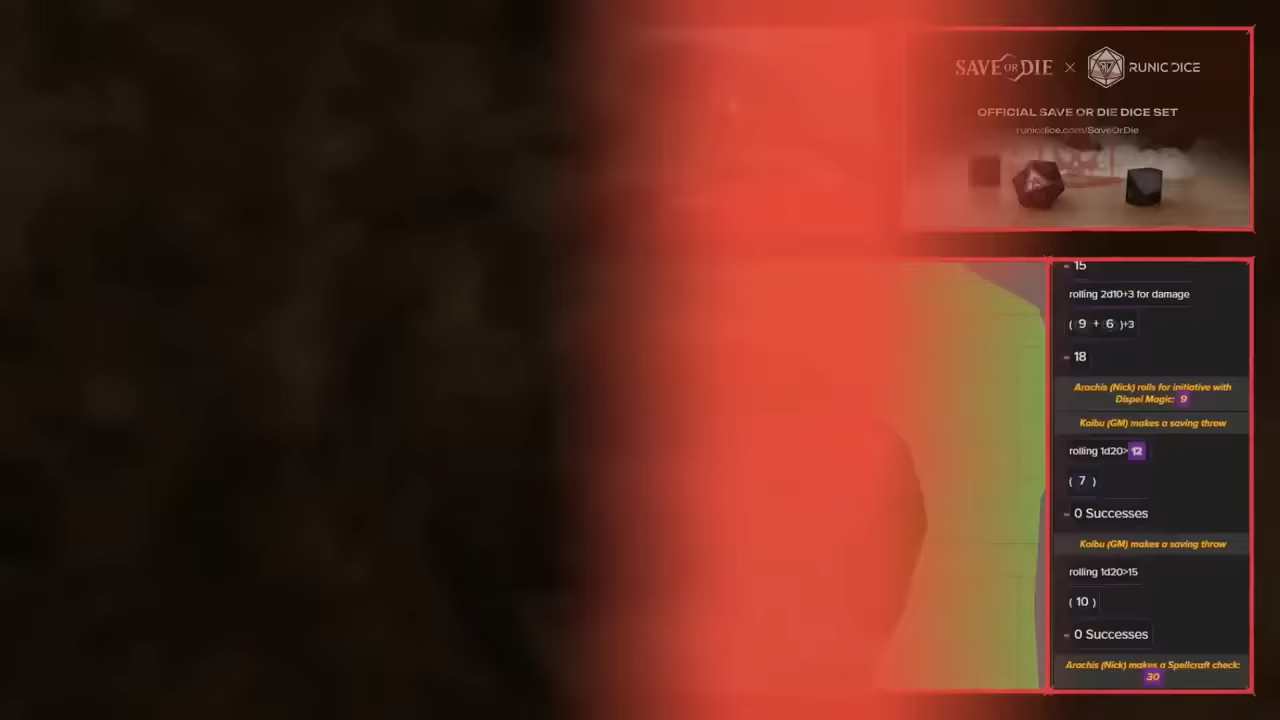 SAVE OR DIE × RUNIC DICE
OFFICIAL SAVE OR DIE DICE SET
runicdice.com/SaveOrDie
= 15
rolling 2d10+3 for damage
( 9 + 6 )+3
= 18
Arachis (Nick) rolls for initiative with
Dispel Magic: 9
Koibu (GM) makes a saving throw
rolling 1d20>12
( 7 )
= 0 Successes
Koibu (GM) makes a saving throw
rolling 1d20>15
( 10 )
= 0 Successes
Arachis (Nick) makes a Spellcraft check:
30